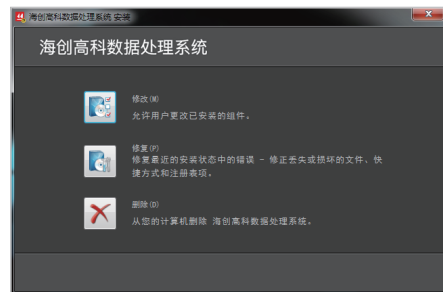 海创高科数据处理系统 安装
海创高科数据处理系统
修改(M)
允许用户更改已安装的组件。
修复(P)
修复最近的安装状态中的错误 - 修正丢失或损坏的文件、快
捷方式和注册表项。
删除(D)
从您的计算机删除 海创高科数据处理系统。